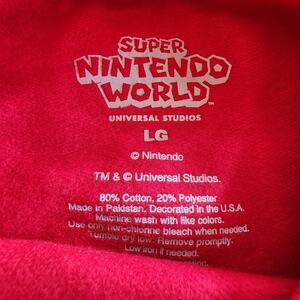 SUPER
NINTENDO
WORLD™
UNIVERSAL STUDIOS
LG
© Nintendo
TM & © Universal Studios.
80% Cotton, 20% Polyester
Made in Pakistan. Decorated in the U.S.A.
Machine wash with like colors.
Use only non-chlorine bleach when needed.
Tumble dry low. Remove promptly.
Low iron if needed.